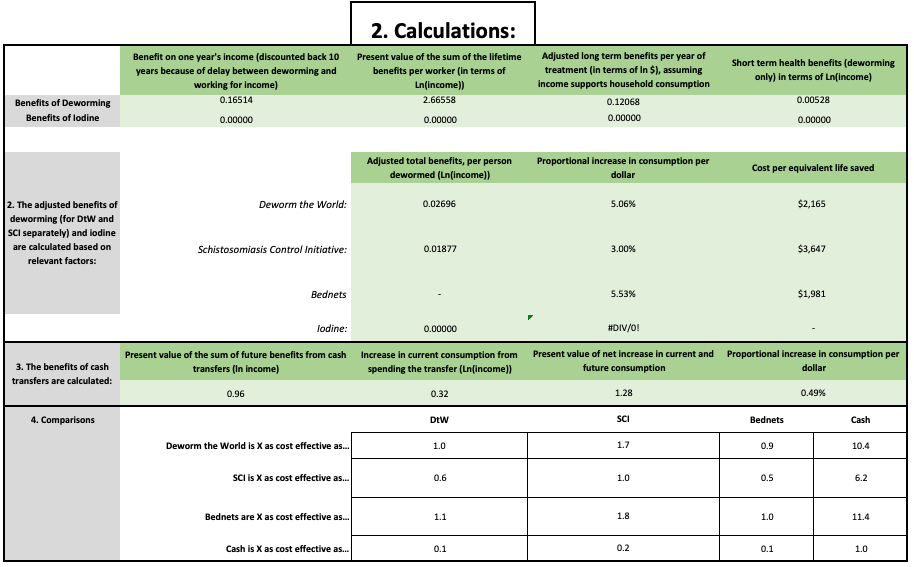 2. Calculations:
Benefit on one year's income (discounted back 10
years because of delay between deworming and
working for income)
Present value of the sum of the lifetime
benefits per worker (in terms of
Ln(income))
Adjusted long term benefits per year of
treatment (in terms of ln $), assuming
income supports household consumption
Short term health benefits (deworming
only) in terms of Ln(income)
Benefits of Deworming
0.16514
2.66558
0.12068
0.00528
Benefits of Iodine
0.00000
0.00000
0.00000
0.00000
2. The adjusted benefits of
deworming (for DtW and
SCI separately) and iodine
are calculated based on
relevant factors:
Adjusted total benefits, per person
dewormed (Ln(income))
Proportional increase in consumption per
dollar
Cost per equivalent life saved
Deworm the World:
0.02696
5.06%
$2,165
Schistosomiasis Control Initiative:
0.01877
3.00%
$3,647
Bednets
-
5.53%
$1,981
Iodine:
0.00000
#DIV/0!
-
3. The benefits of cash
transfers are calculated:
Present value of the sum of future benefits from cash
transfers (ln income)
Increase in current consumption from
spending the transfer (Ln(income))
Present value of net increase in current and
future consumption
Proportional increase in consumption per
dollar
0.96
0.32
1.28
0.49%
4. Comparisons
DtW
SCI
Bednets
Cash
Deworm the World is X as cost effective as...
1.0
1.7
0.9
10.4
SCI is X as cost effective as...
0.6
1.0
0.5
6.2
Bednets are X as cost effective as...
1.1
1.8
1.0
11.4
Cash is X as cost effective as...
0.1
0.2
0.1
1.0